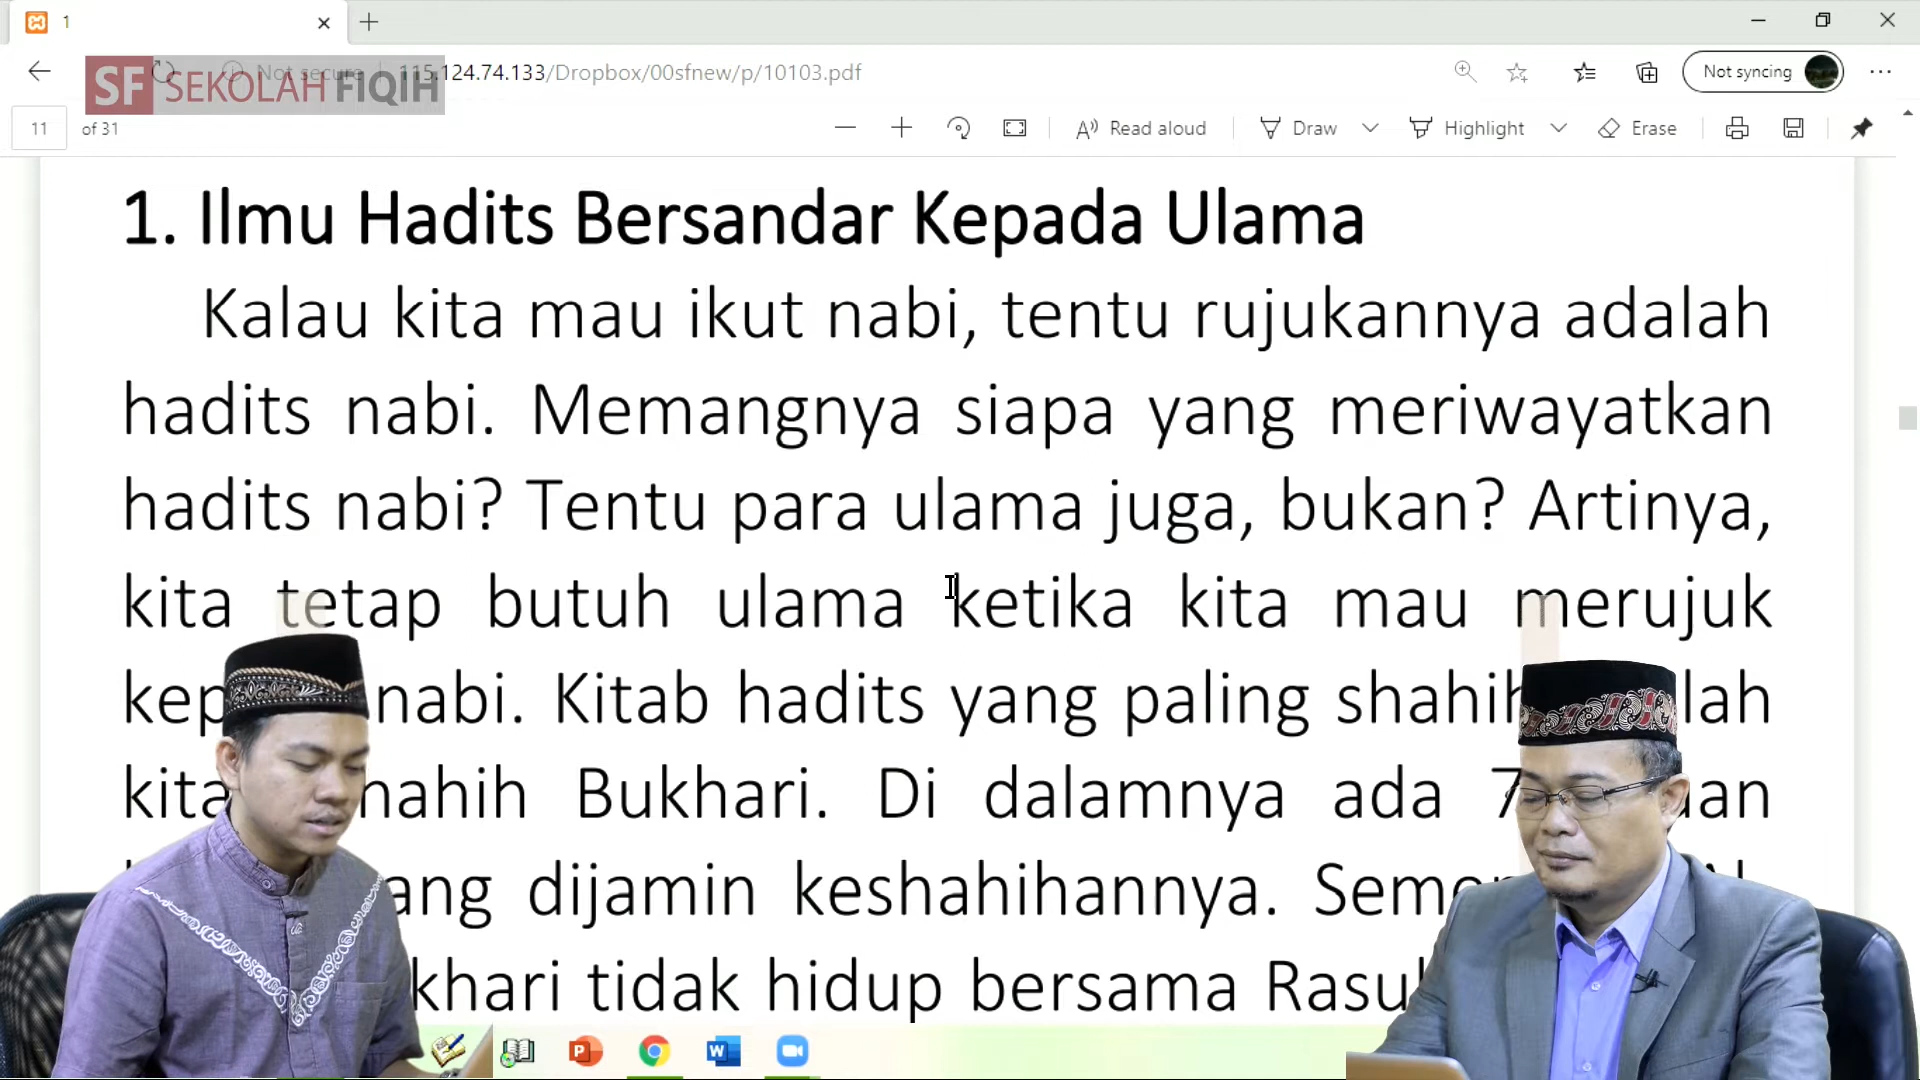 1
SF SEKOLAH FIQIH
Not secure
115.124.74.133/Dropbox/00sfnew/p/10103.pdf
Not syncing
11 of 31
Read aloud
Draw
Highlight
Erase
1. Ilmu Hadits Bersandar Kepada Ulama
Kalau kita mau ikut nabi, tentu rujukannya adalah
hadits nabi. Memangnya siapa yang meriwayatkan
hadits nabi? Tentu para ulama juga, bukan? Artinya,
kita tetap butuh ulama ketika kita mau merujuk
kep nabi. Kitab hadits yang paling shahih lah
kita hahih Bukhari. Di dalamnya ada 7
ang dijamin keshahihannya. Seme
khari tidak hidup bersama Rasul